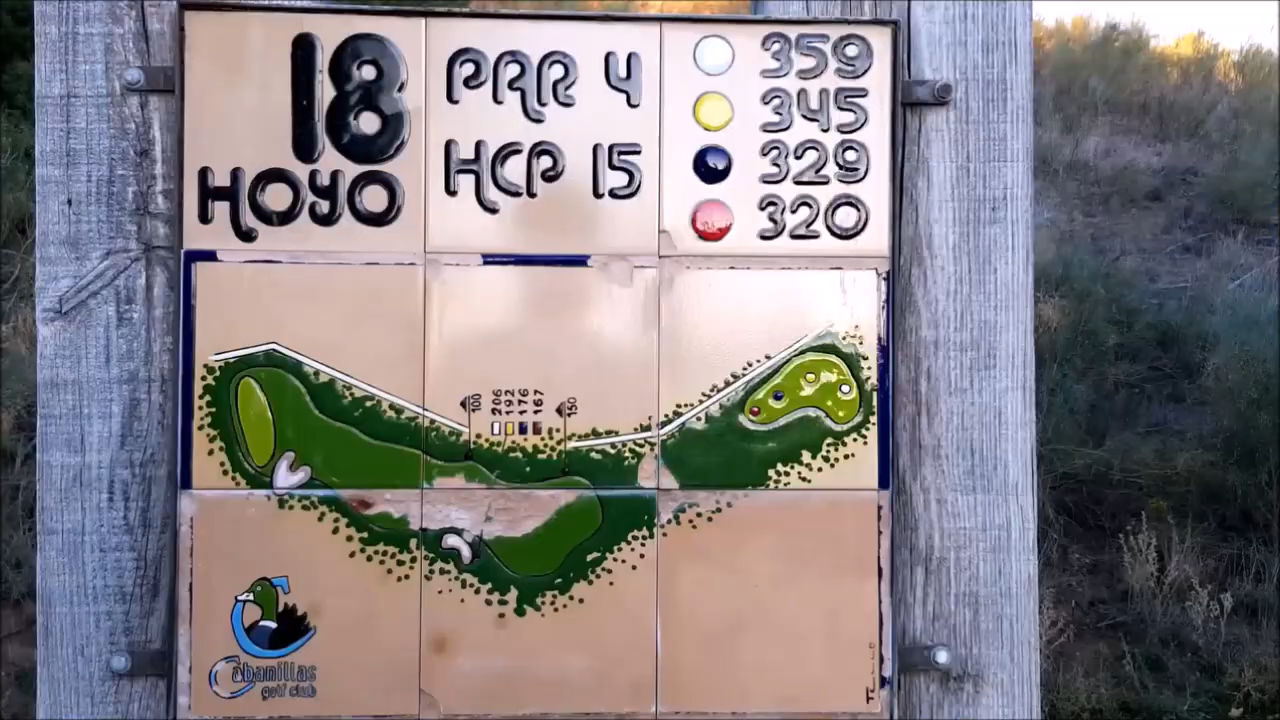 18
HOYO
PAR 4
HCP 15
359
345
329
320
100
206
192
176
167
150
Cabanillas
golf club